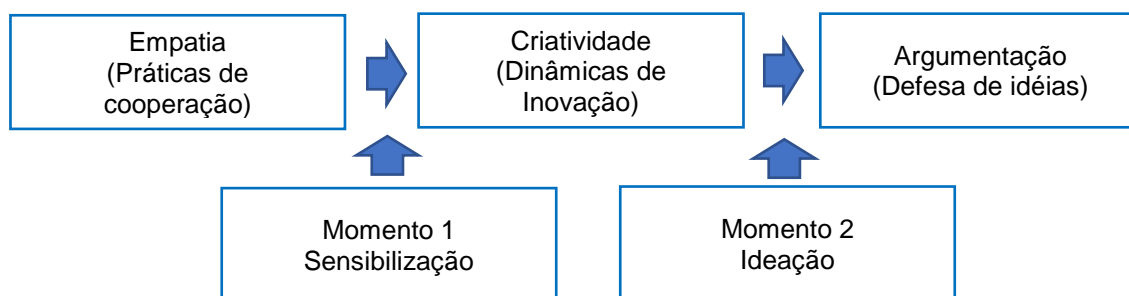 Empatia
(Práticas de
cooperação)
Criatividade
(Dinâmicas de
Inovação)
Argumentação
(Defesa de idéias)
Momento 1
Sensibilização
Momento 2
Ideação